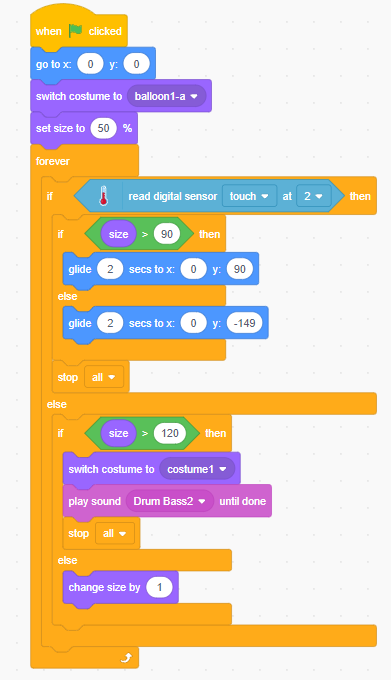 when clicked
go to x: 0 y: 0
switch costume to balloon1-a
set size to 50 %
forever
if read digital sensor touch at 2 then
if size > 90 then
glide 2 secs to x: 0 y: 90
else
glide 2 secs to x: 0 y: -149
stop all
else
if size > 120 then
switch costume to costume1
play sound Drum Bass2 until done
stop all
else
change size by 1